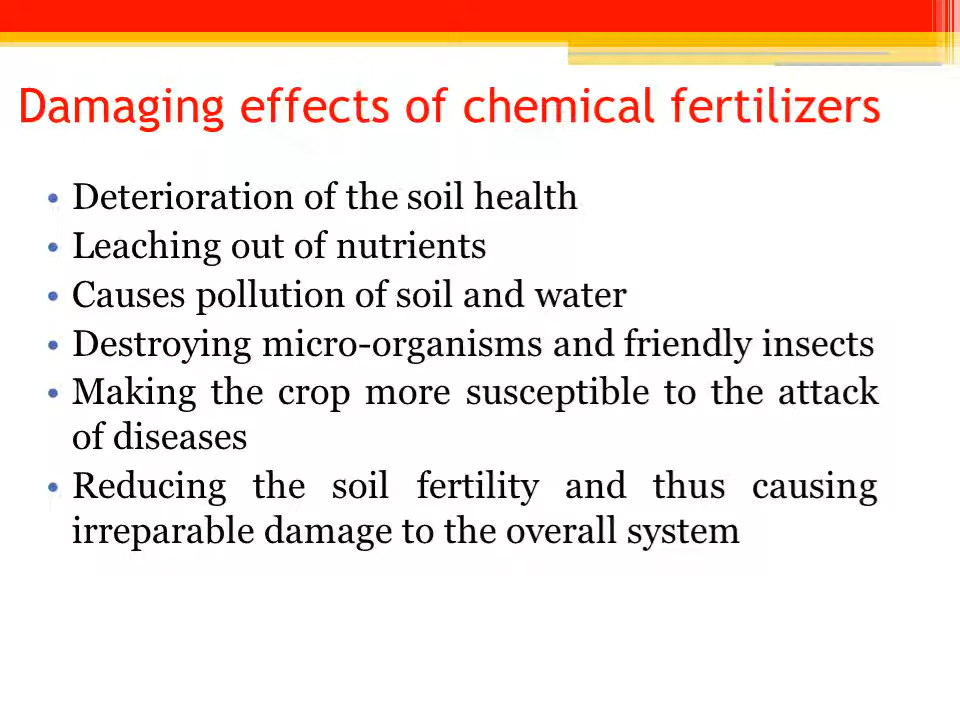 Damaging effects of chemical fertilizers
• Deterioration of the soil health
• Leaching out of nutrients
• Causes pollution of soil and water
• Destroying micro-organisms and friendly insects
• Making the crop more susceptible to the attack
of diseases
• Reducing the soil fertility and thus causing
irreparable damage to the overall system